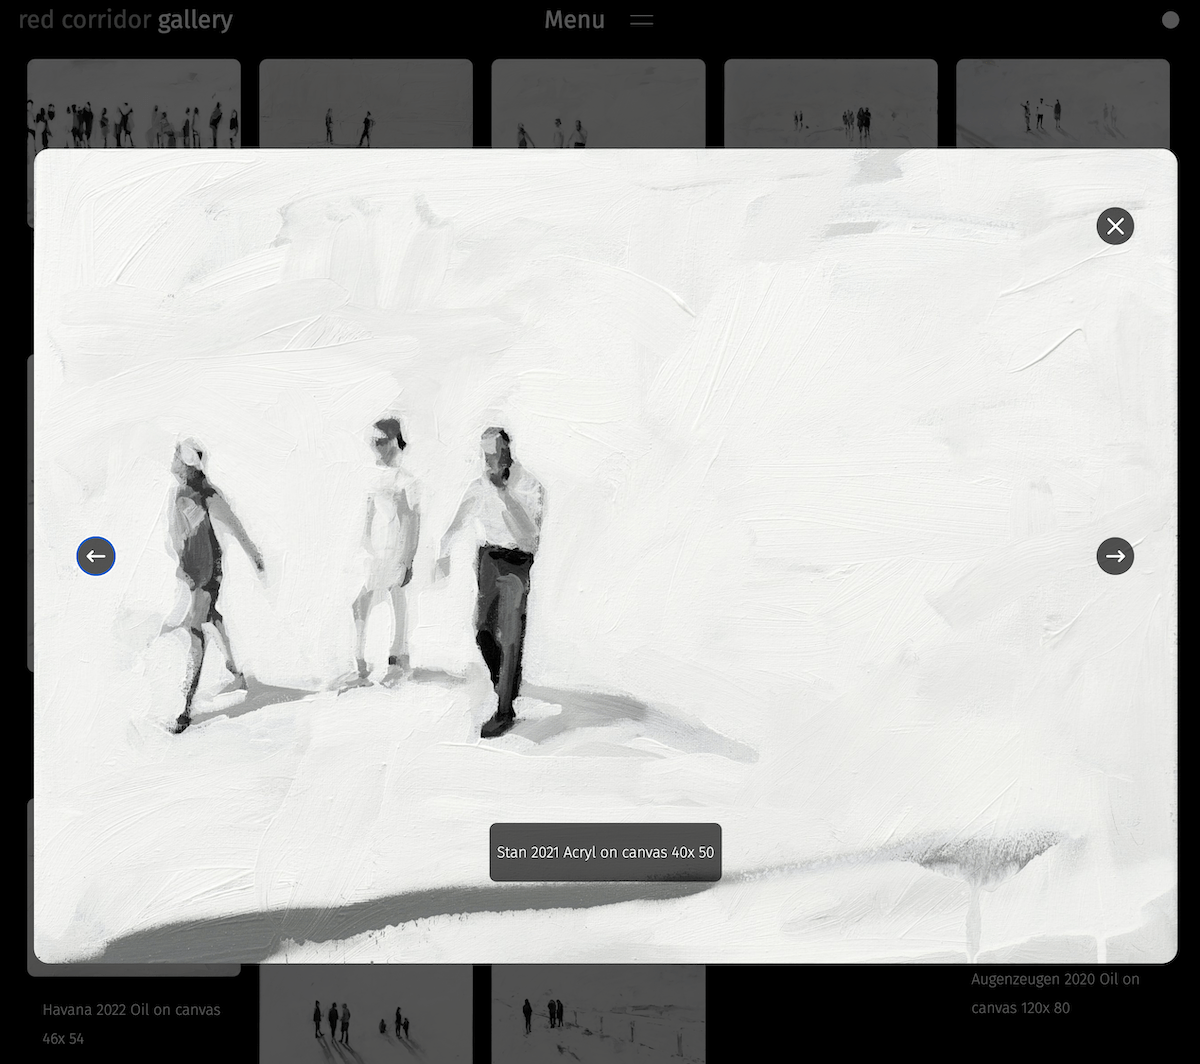 red corridor gallery
Menu
Stan 2021 Acryl on canvas 40x 50
Havana 2022 Oil on canvas
46x 54
Augenzeugen 2020 Oil on
canvas 120x 80